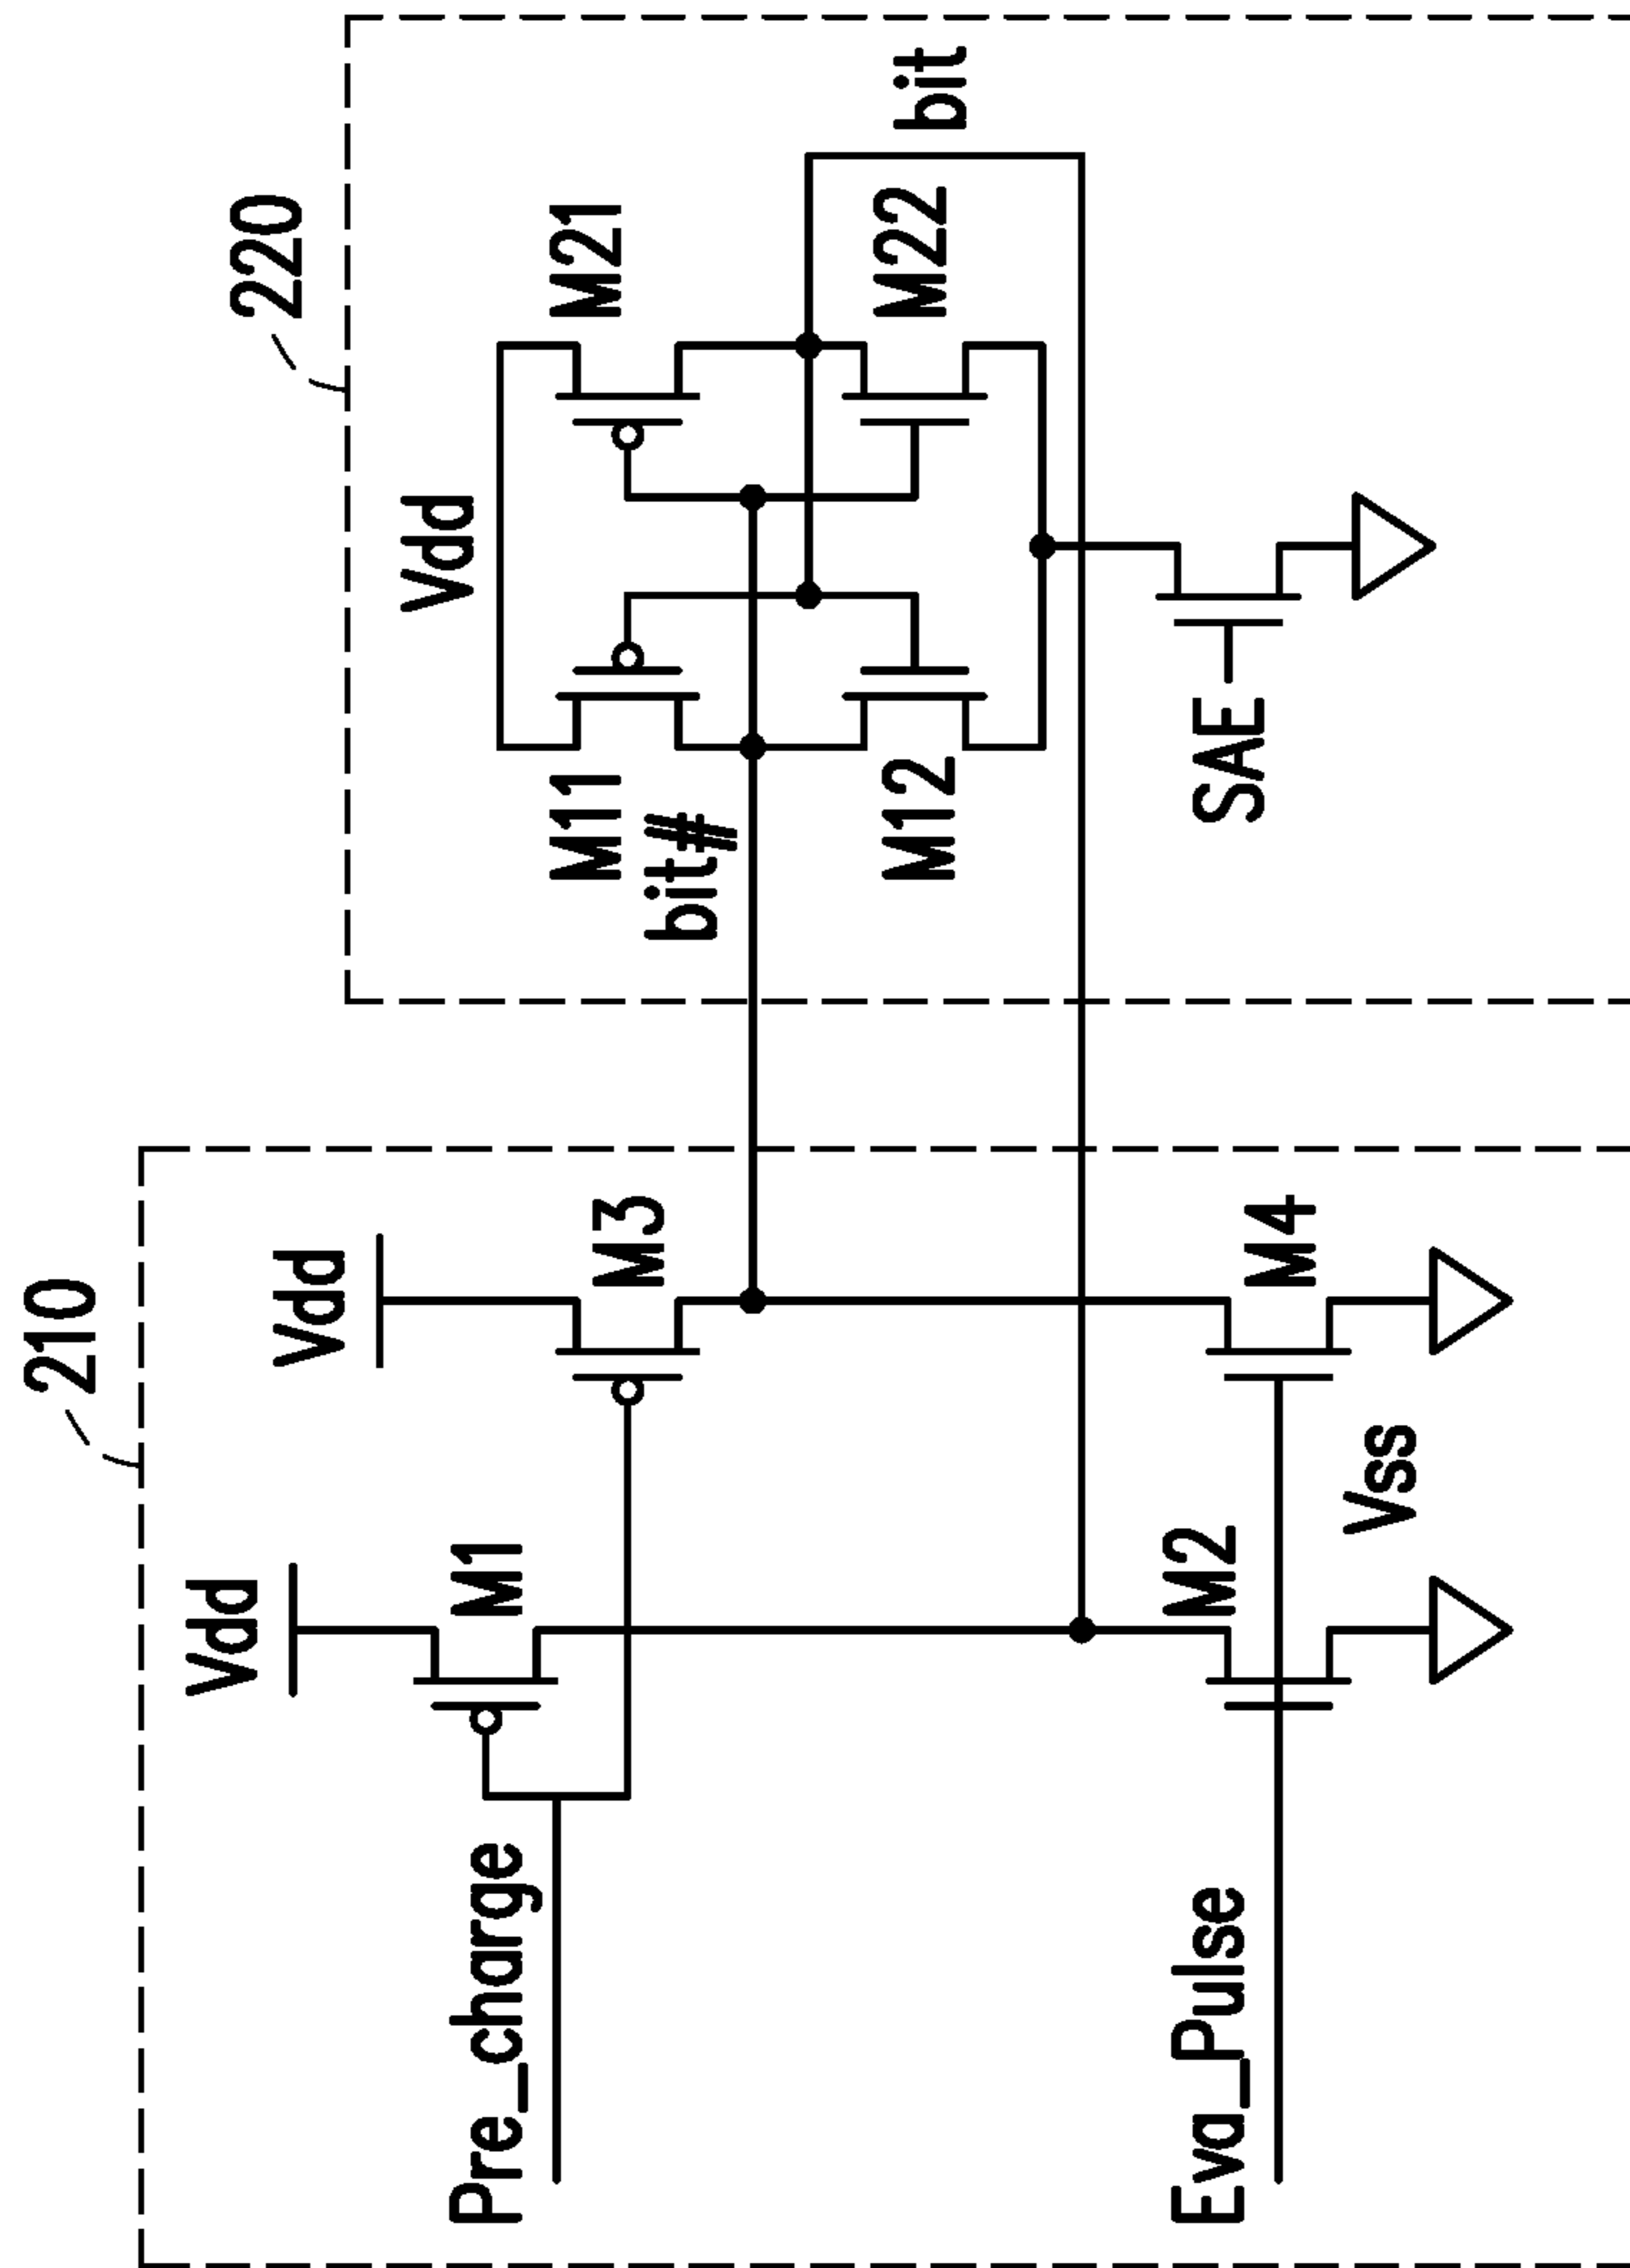 210
Vdd
Vdd
M1
M3
Pre_charge
M2
M4
Eva_Pulse
Vss
220
Vdd
M11
M21
bit#
bit
M12
M22
SAE